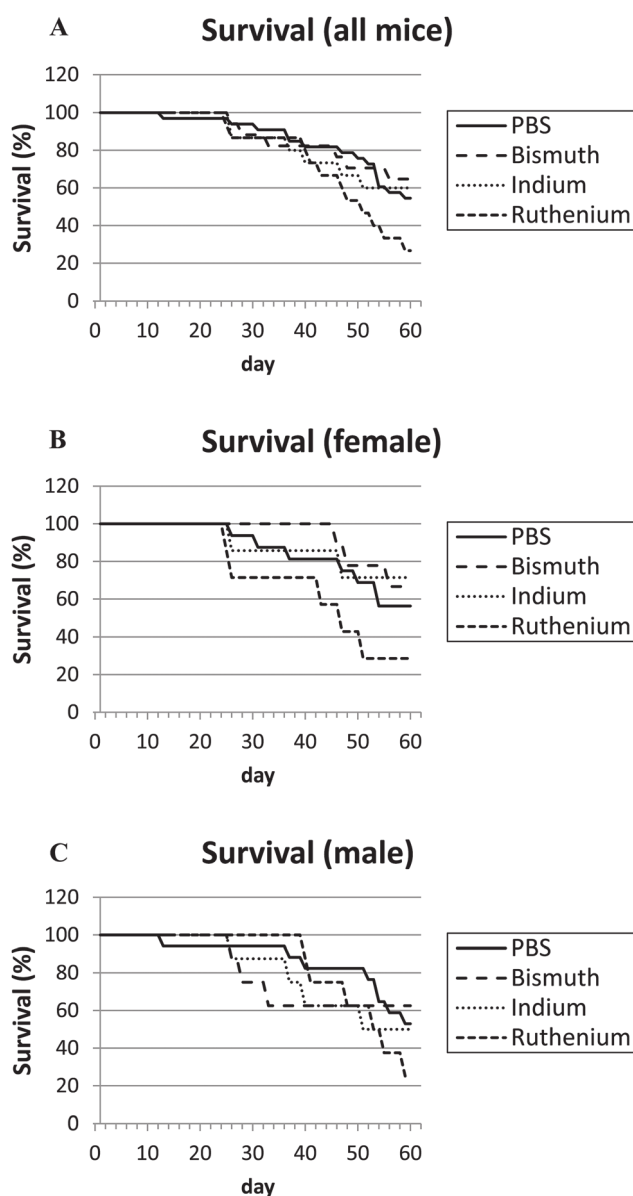 A
Survival (all mice)
120
100
80
60
40
20
0
Survival (%)
0 10 20 30 40 50 60
day
PBS
Bismuth
Indium
Ruthenium
B
Survival (female)
120
100
80
60
40
20
0
Survival (%)
0 10 20 30 40 50 60
day
PBS
Bismuth
Indium
Ruthenium
C
Survival (male)
120
100
80
60
40
20
0
Survival (%)
0 10 20 30 40 50 60
day
PBS
Bismuth
Indium
Ruthenium